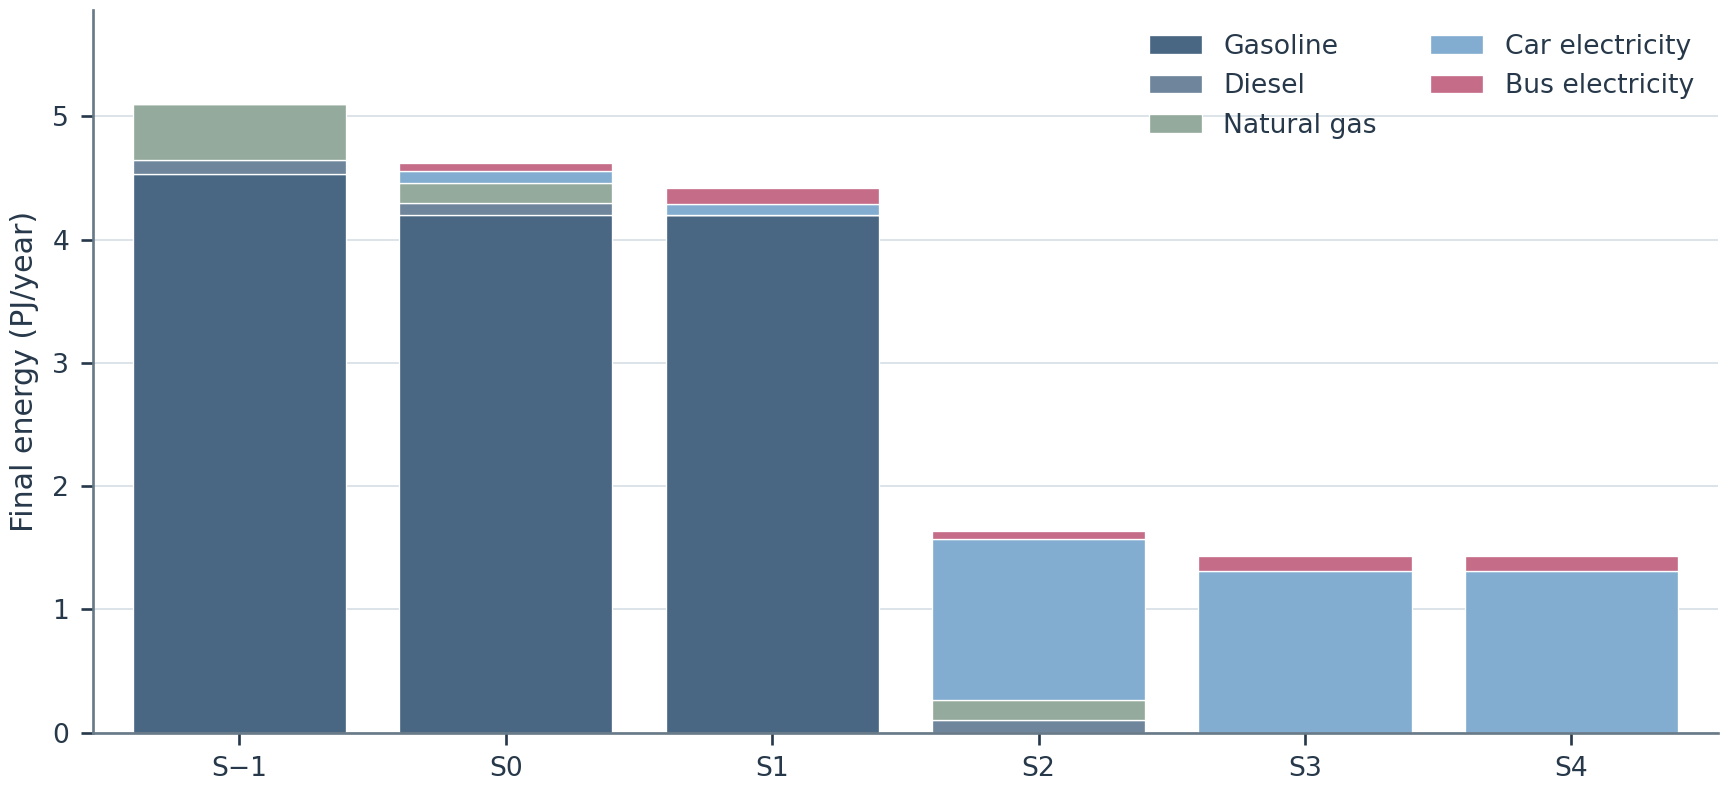 Gasoline
Diesel
Natural gas
Car electricity
Bus electricity
Final energy (PJ/year)
5
4
3
2
1
0
S−1 S0 S1 S2 S3 S4